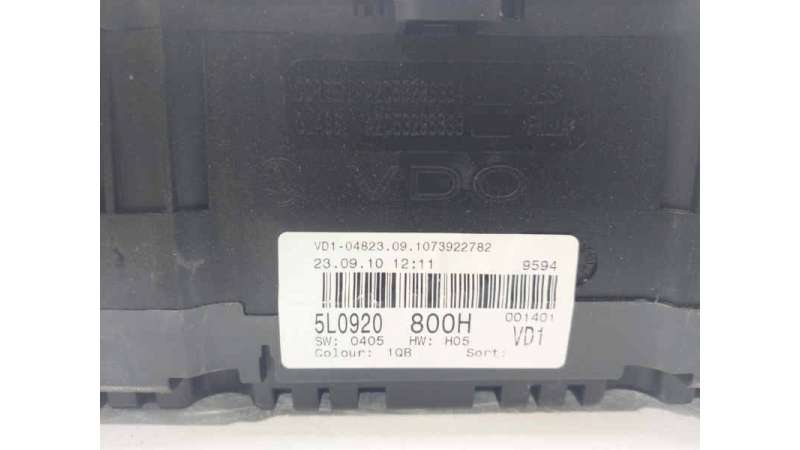 VDO
VD1-04823.09.1073922782
23.09.10 12:11 9594
5L0920 800H 001401
SW: 0405 HW: H05 VD1
Colour: 1QB Sort: